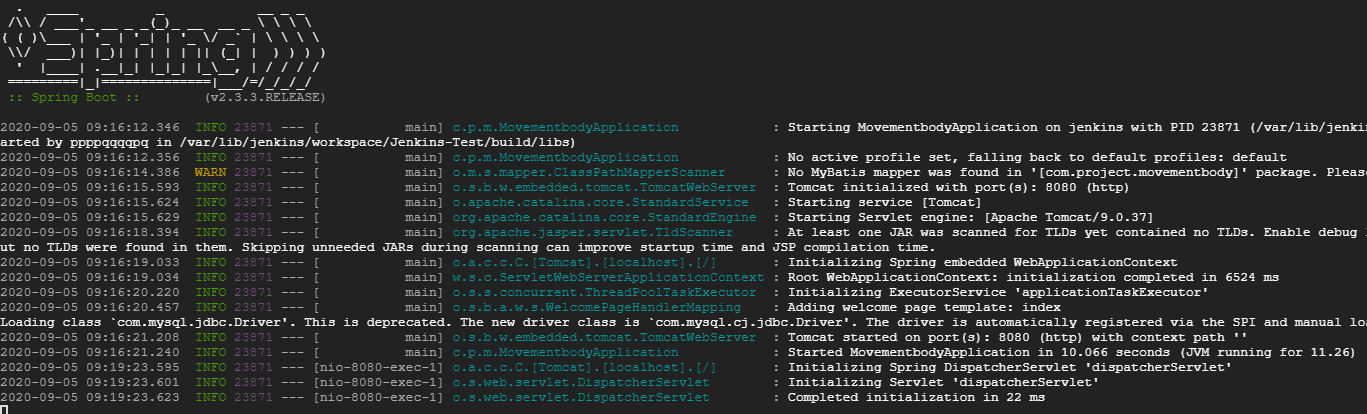 :: Spring Boot ::        (v2.3.3.RELEASE)
2020-09-05 09:16:12.346  INFO 23871 --- [           main] c.p.m.MovementbodyApplication            : Starting MovementbodyApplication on jenkins with PID 23871 (/var/lib/jenkin
arted by ppppqqqqpq in /var/lib/jenkins/workspace/Jenkins-Test/build/libs)
2020-09-05 09:16:12.356  INFO 23871 --- [           main] c.p.m.MovementbodyApplication            : No active profile set, falling back to default profiles: default
2020-09-05 09:16:14.386  WARN 23871 --- [           main] o.m.s.mapper.ClassPathMapperScanner      : No MyBatis mapper was found in '[com.project.movementbody]' package. Please
2020-09-05 09:16:15.593  INFO 23871 --- [           main] o.s.b.w.embedded.tomcat.TomcatWebServer  : Tomcat initialized with port(s): 8080 (http)
2020-09-05 09:16:15.624  INFO 23871 --- [           main] o.apache.catalina.core.StandardService   : Starting service [Tomcat]
2020-09-05 09:16:15.629  INFO 23871 --- [           main] org.apache.catalina.core.StandardEngine  : Starting Servlet engine: [Apache Tomcat/9.0.37]
2020-09-05 09:16:18.394  INFO 23871 --- [           main] org.apache.jasper.servlet.TldScanner     : At least one JAR was scanned for TLDs yet contained no TLDs. Enable debug
ut no TLDs were found in them. Skipping unneeded JARs during scanning can improve startup time and JSP compilation time.
2020-09-05 09:16:19.033  INFO 23871 --- [           main] o.a.c.c.C.[Tomcat].[localhost].[/]       : Initializing Spring embedded WebApplicationContext
2020-09-05 09:16:19.034  INFO 23871 --- [           main] w.s.c.ServletWebServerApplicationContext : Root WebApplicationContext: initialization completed in 6524 ms
2020-09-05 09:16:20.220  INFO 23871 --- [           main] o.s.s.concurrent.ThreadPoolTaskExecutor  : Initializing ExecutorService 'applicationTaskExecutor'
2020-09-05 09:16:20.457  INFO 23871 --- [           main] o.s.b.a.w.s.WelcomePageHandlerMapping    : Adding welcome page template: index
Loading class `com.mysql.jdbc.Driver'. This is deprecated. The new driver class is `com.mysql.cj.jdbc.Driver'. The driver is automatically registered via the SPI and manual loa
2020-09-05 09:16:21.208  INFO 23871 --- [           main] o.s.b.w.embedded.tomcat.TomcatWebServer  : Tomcat started on port(s): 8080 (http) with context path ''
2020-09-05 09:16:21.240  INFO 23871 --- [           main] c.p.m.MovementbodyApplication            : Started MovementbodyApplication in 10.066 seconds (JVM running for 11.26)
2020-09-05 09:19:23.595  INFO 23871 --- [nio-8080-exec-1] o.a.c.c.C.[Tomcat].[localhost].[/]       : Initializing Spring DispatcherServlet 'dispatcherServlet'
2020-09-05 09:19:23.601  INFO 23871 --- [nio-8080-exec-1] o.s.web.servlet.DispatcherServlet        : Initializing Servlet 'dispatcherServlet'
2020-09-05 09:19:23.623  INFO 23871 --- [nio-8080-exec-1] o.s.web.servlet.DispatcherServlet        : Completed initialization in 22 ms